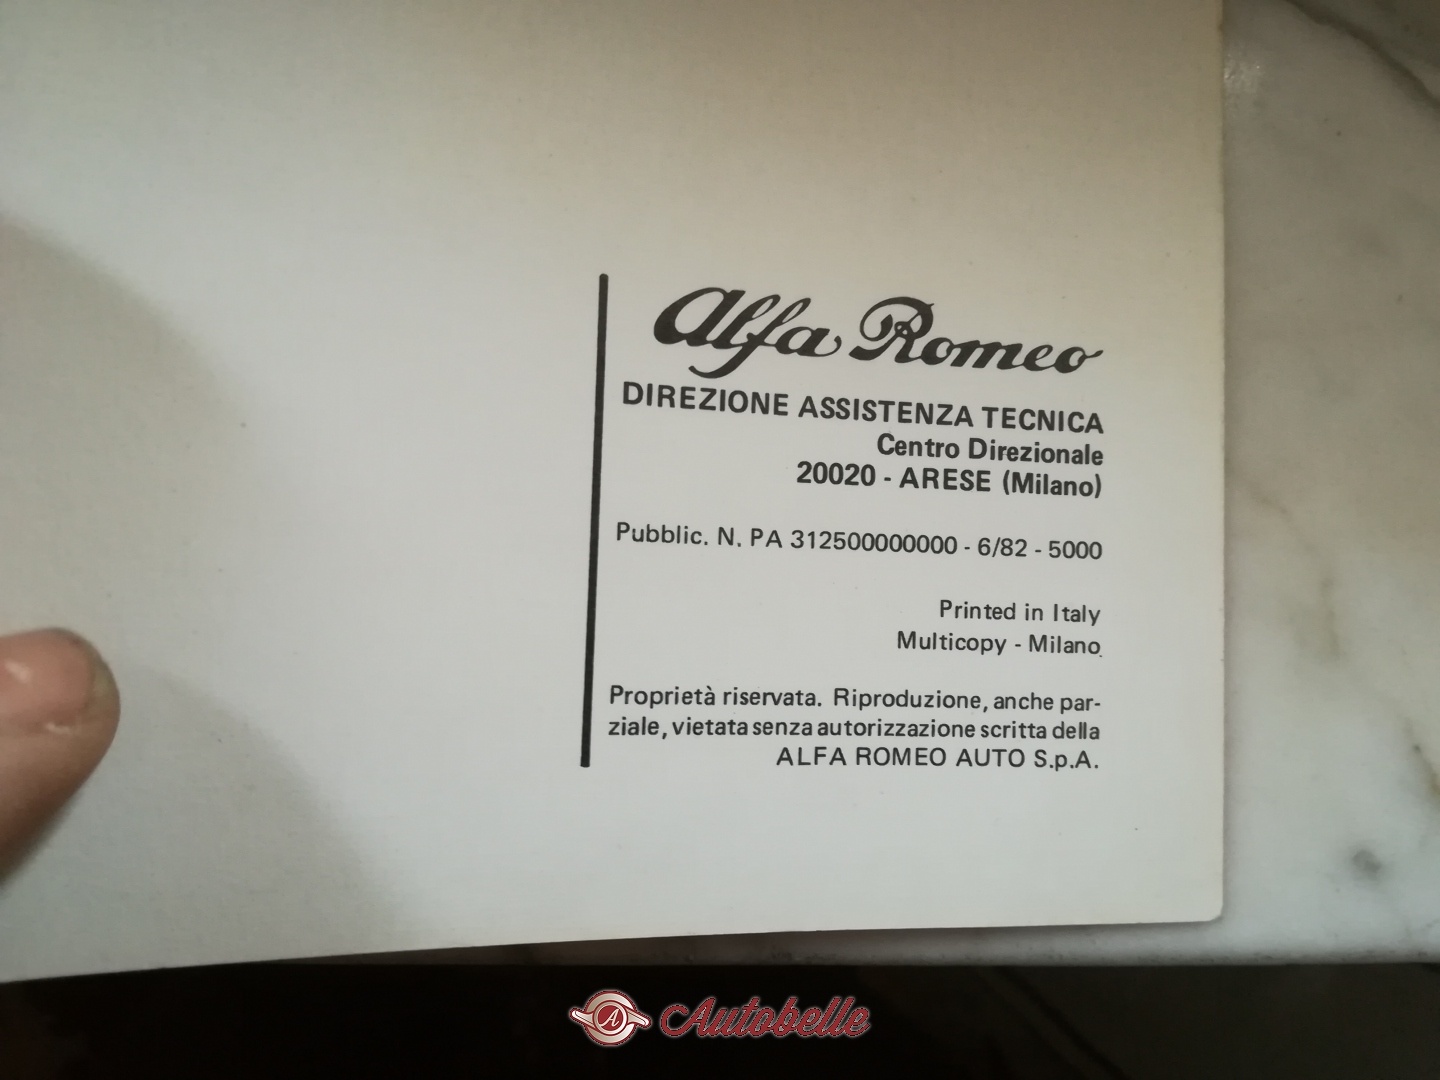 Alfa Romeo
DIREZIONE ASSISTENZA TECNICA
Centro Direzionale
20020 - ARESE (Milano)
Pubblic. N. PA 312500000000 - 6/82 - 5000
Printed in Italy
Multicopy - Milano.
Proprietà riservata. Riproduzione, anche par-
ziale, vietata senza autorizzazione scritta della
ALFA ROMEO AUTO S.p.A.
A Autobelle